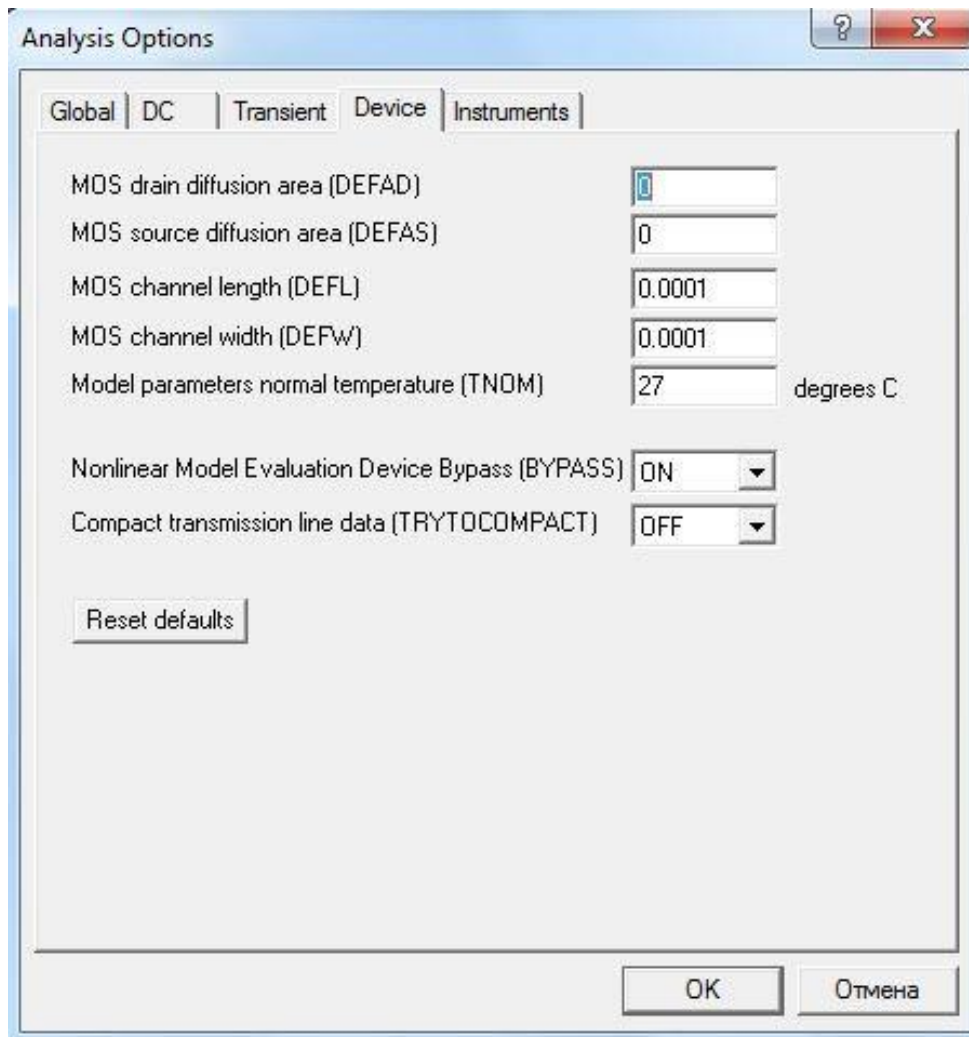 Analysis Options
Global DC Transient Device Instruments
MOS drain diffusion area (DEFAD) 0
MOS source diffusion area (DEFAS) 0
MOS channel length (DEFL) 0.0001
MOS channel width (DEFW) 0.0001
Model parameters normal temperature (TNOM) 27 degrees C
Nonlinear Model Evaluation Device Bypass (BYPASS) ON
Compact transmission line data (TRYTOCOMPACT) OFF
Reset defaults
OK Отмена